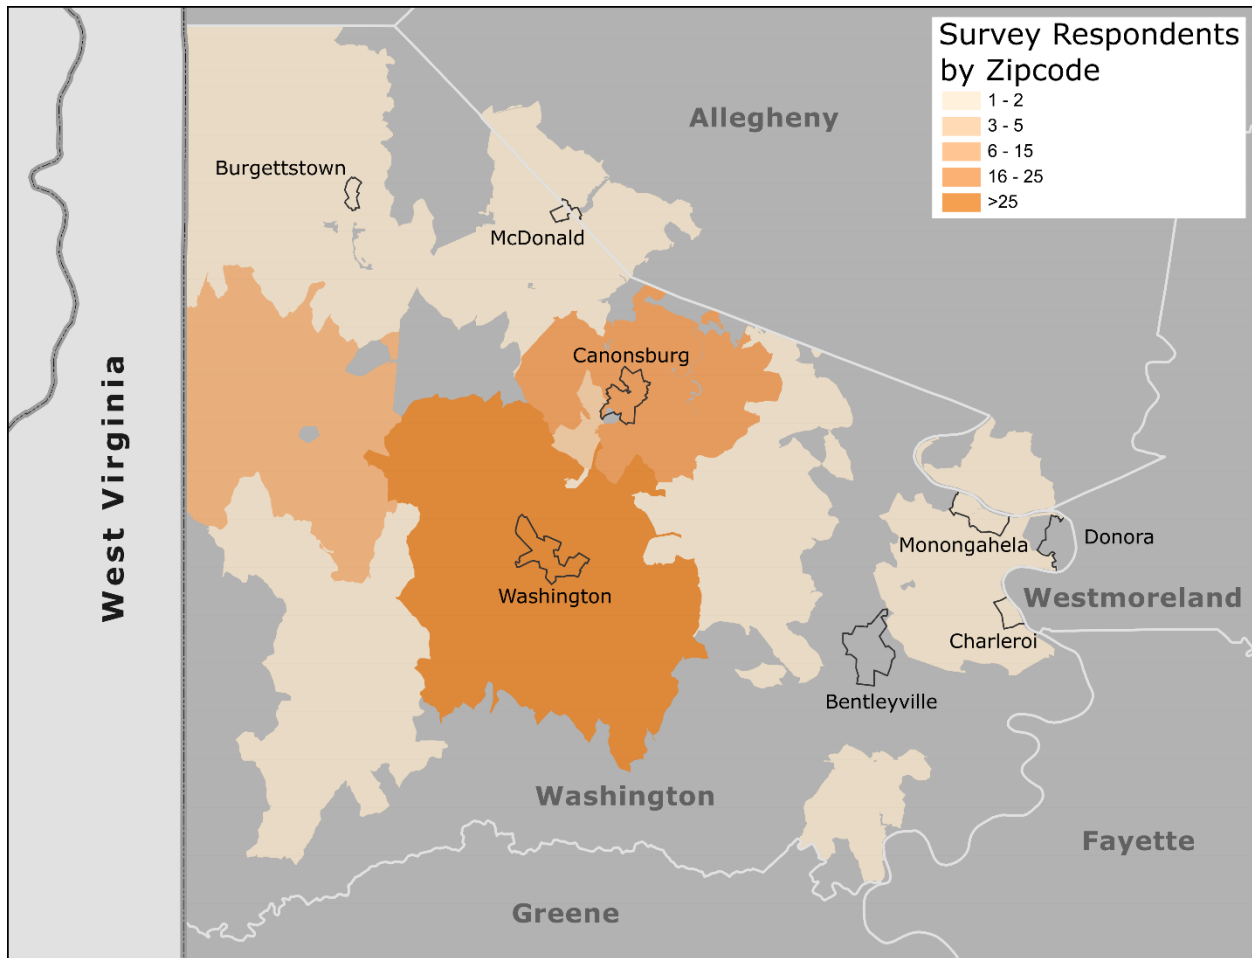 Survey Respondents
by Zipcode
1 - 2
3 - 5
6 - 15
16 - 25
>25
Allegheny
Burgettstown
McDonald
Canonsburg
West Virginia
Monongahela
Donora
Washington
Westmoreland
Charleroi
Bentleyville
Washington
Fayette
Greene